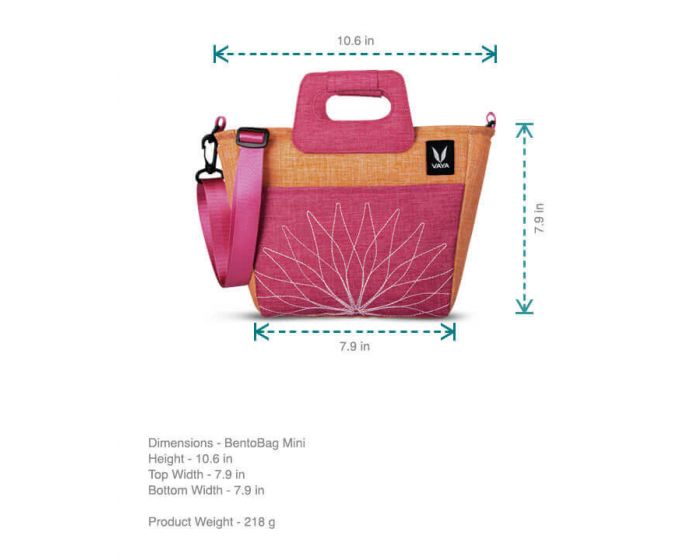 10.6 in
VAYA
7.9 in
7.9 in
Dimensions - BentoBag Mini
Height - 10.6 in
Top Width - 7.9 in
Bottom Width - 7.9 in
Product Weight - 218 g